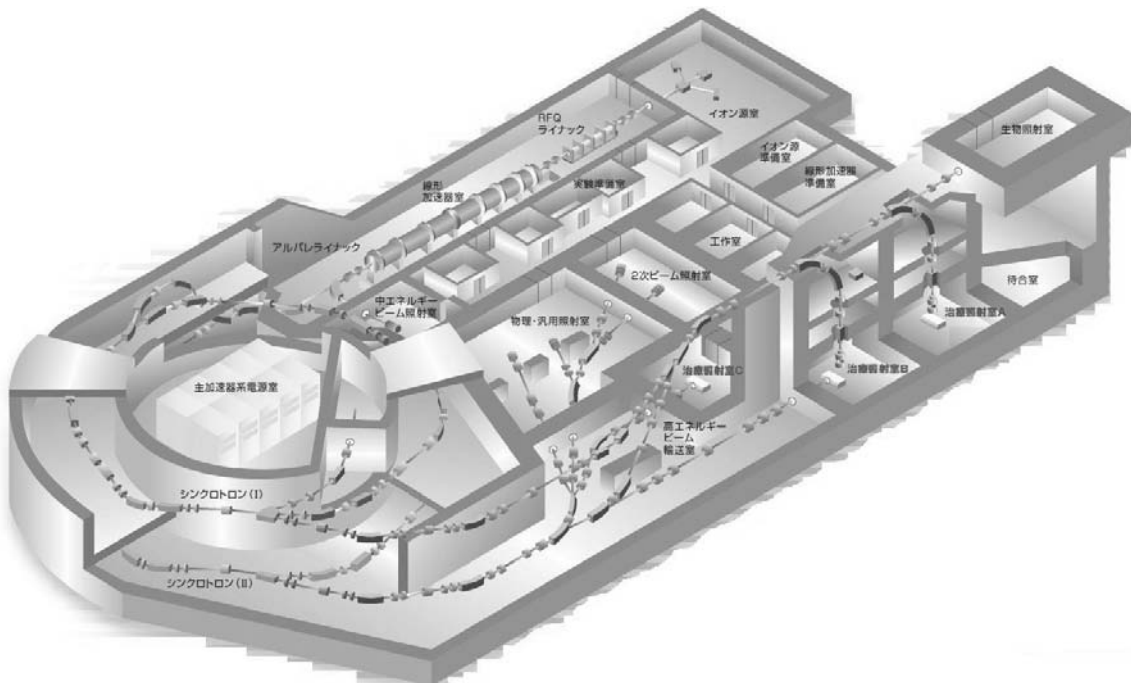 イオン源室
RFQ
ライナック
生物照射室
イオン源
準備室
線形加速器
準備室
線形
加速器室
実験準備室
アルバレライナック
工作室
2次ビーム照射室
待合室
中エネルギー
ビーム照射室
物理・汎用照射室
治療照射室A
治療照射室B
治療照射室C
主加速器系電源室
高エネルギー
ビーム
輸送室
シンクロトロン(I)
シンクロトロン(II)